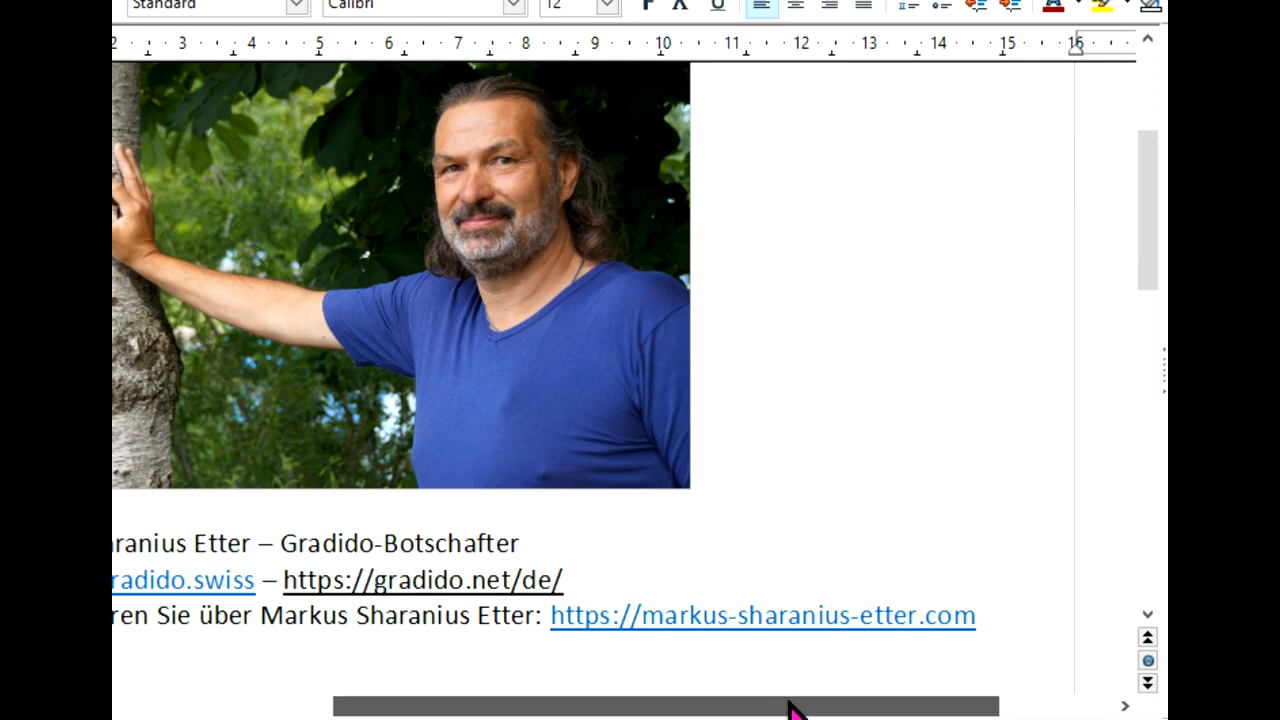 Standard Calibri 12 F K U
2 3 4 5 6 7 8 9 10 11 12 13 14 15 16
aranius Etter – Gradido-Botschafter
radido.swiss – https://gradido.net/de/
ren Sie über Markus Sharanius Etter: https://markus-sharanius-etter.com